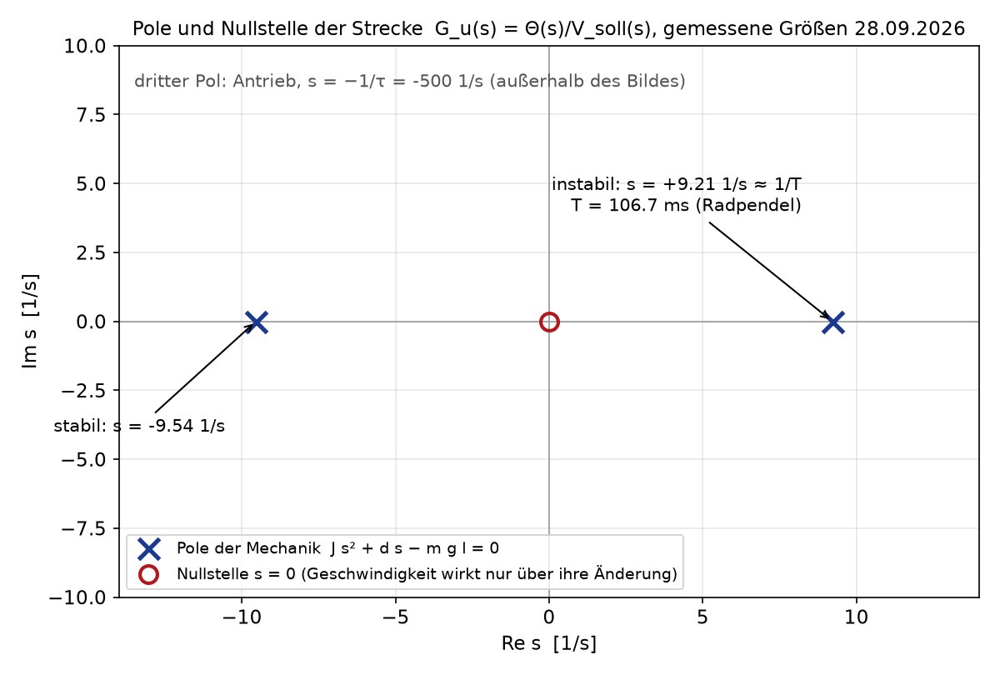 Pole und Nullstelle der Strecke  G_u(s) = Θ(s)/V_soll(s), gemessene Größen 28.09.2026
dritter Pol: Antrieb, s = −1/τ = -500 1/s (außerhalb des Bildes)
instabil: s = +9.21 1/s ≈ 1/T
T = 106.7 ms (Radpendel)
stabil: s = -9.54 1/s
Pole der Mechanik  J s² + d s − m g l = 0
Nullstelle s = 0 (Geschwindigkeit wirkt nur über ihre Änderung)
Im s  [1/s]
10.0
7.5
5.0
2.5
0.0
−2.5
−5.0
−7.5
−10.0
−10
−5
0
5
10
Re s  [1/s]